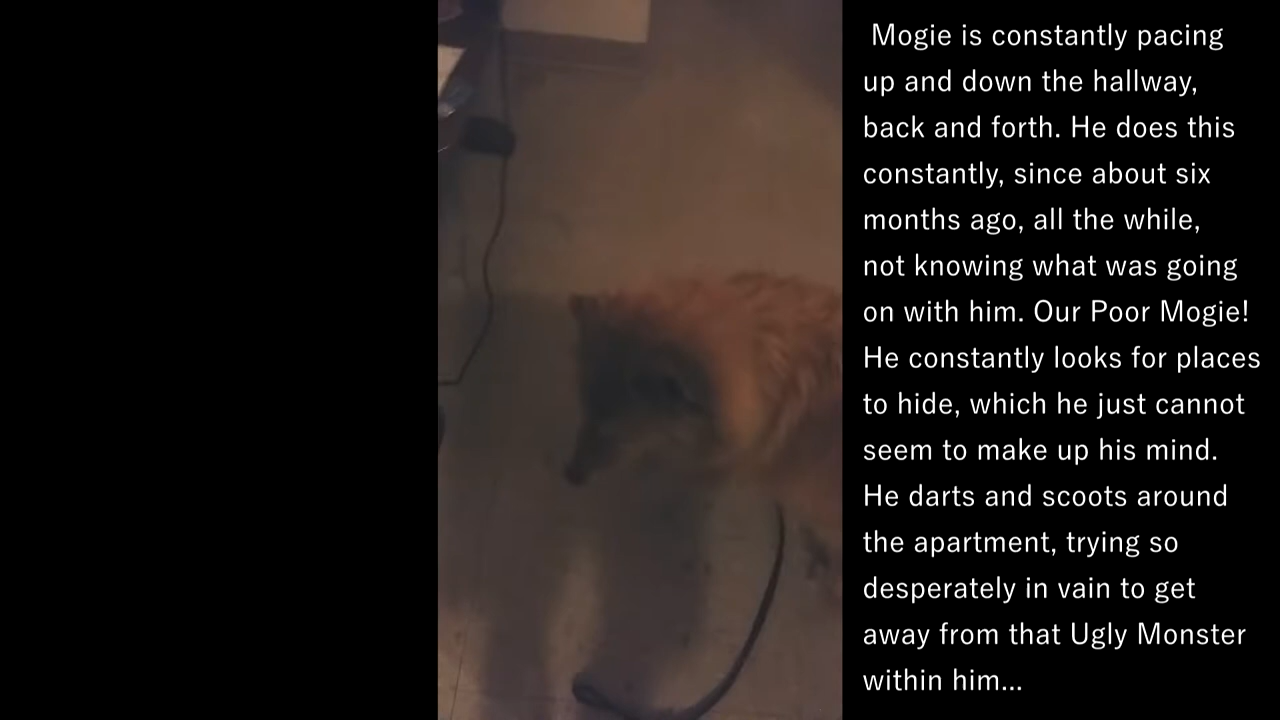 Mogie is constantly pacing
up and down the hallway,
back and forth. He does this
constantly, since about six
months ago, all the while,
not knowing what was going
on with him. Our Poor Mogie!
He constantly looks for places
to hide, which he just cannot
seem to make up his mind.
He darts and scoots around
the apartment, trying so
desperately in vain to get
away from that Ugly Monster
within him...